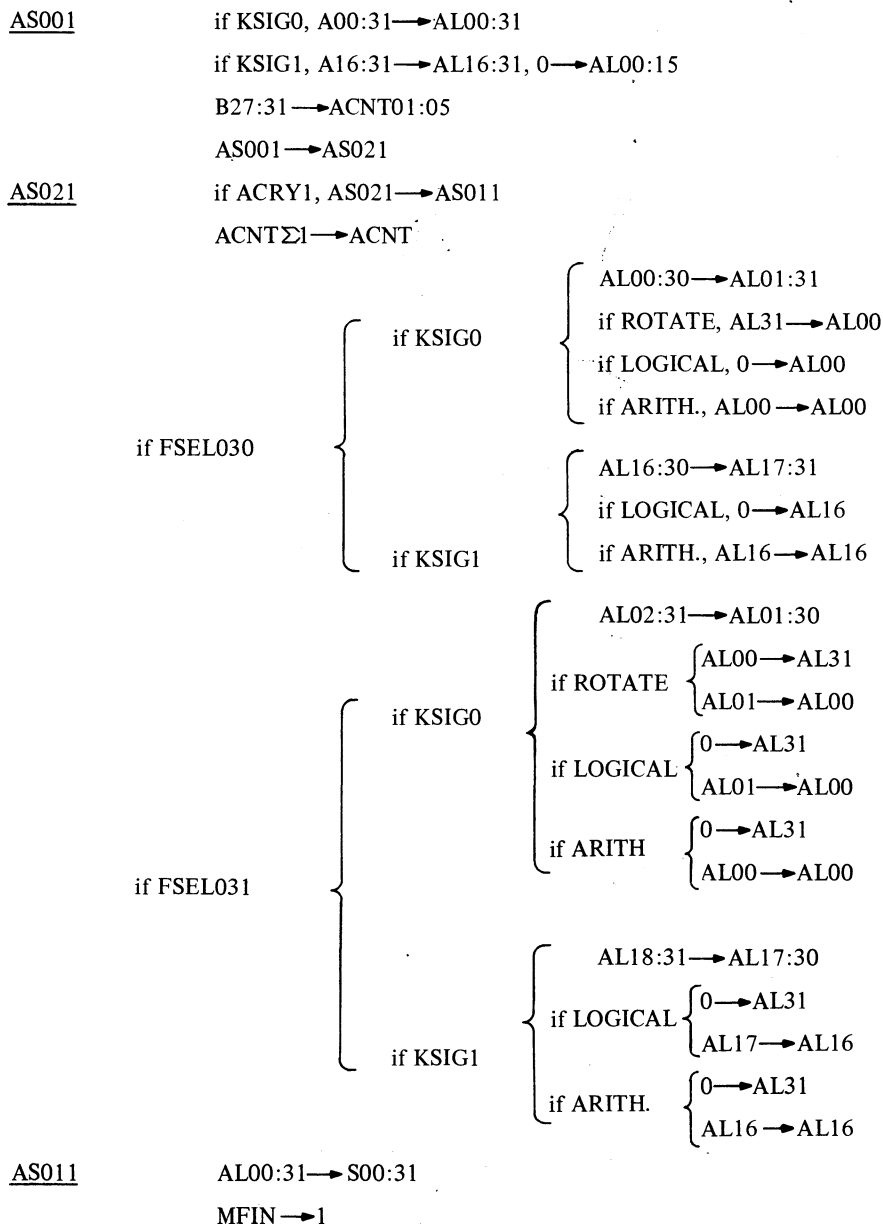 AS001 if KSIG0, A00:31→AL00:31
if KSIG1, A16:31→AL16:31, 0→AL00:15
B27:31→ACNT01:05
AS001→AS021
AS021 if ACRY1, AS021→AS011
ACNTΣ1→ACNT
if FSEL030
if KSIG0
AL00:30→AL01:31
if ROTATE, AL31→AL00
if LOGICAL, 0→AL00
if ARITH., AL00→AL00
if KSIG1
AL16:30→AL17:31
if LOGICAL, 0→AL16
if ARITH., AL16→AL16
if FSEL031
if KSIG0
AL02:31→AL01:30
if ROTATE
AL00→AL31
AL01→AL00
if LOGICAL
0→AL31
AL01→AL00
if ARITH
0→AL31
AL00→AL00
if KSIG1
AL18:31→AL17:30
if LOGICAL
0→AL31
AL17→AL16
if ARITH.
0→AL31
AL16→AL16
AS011 AL00:31→S00:31
MFIN→1